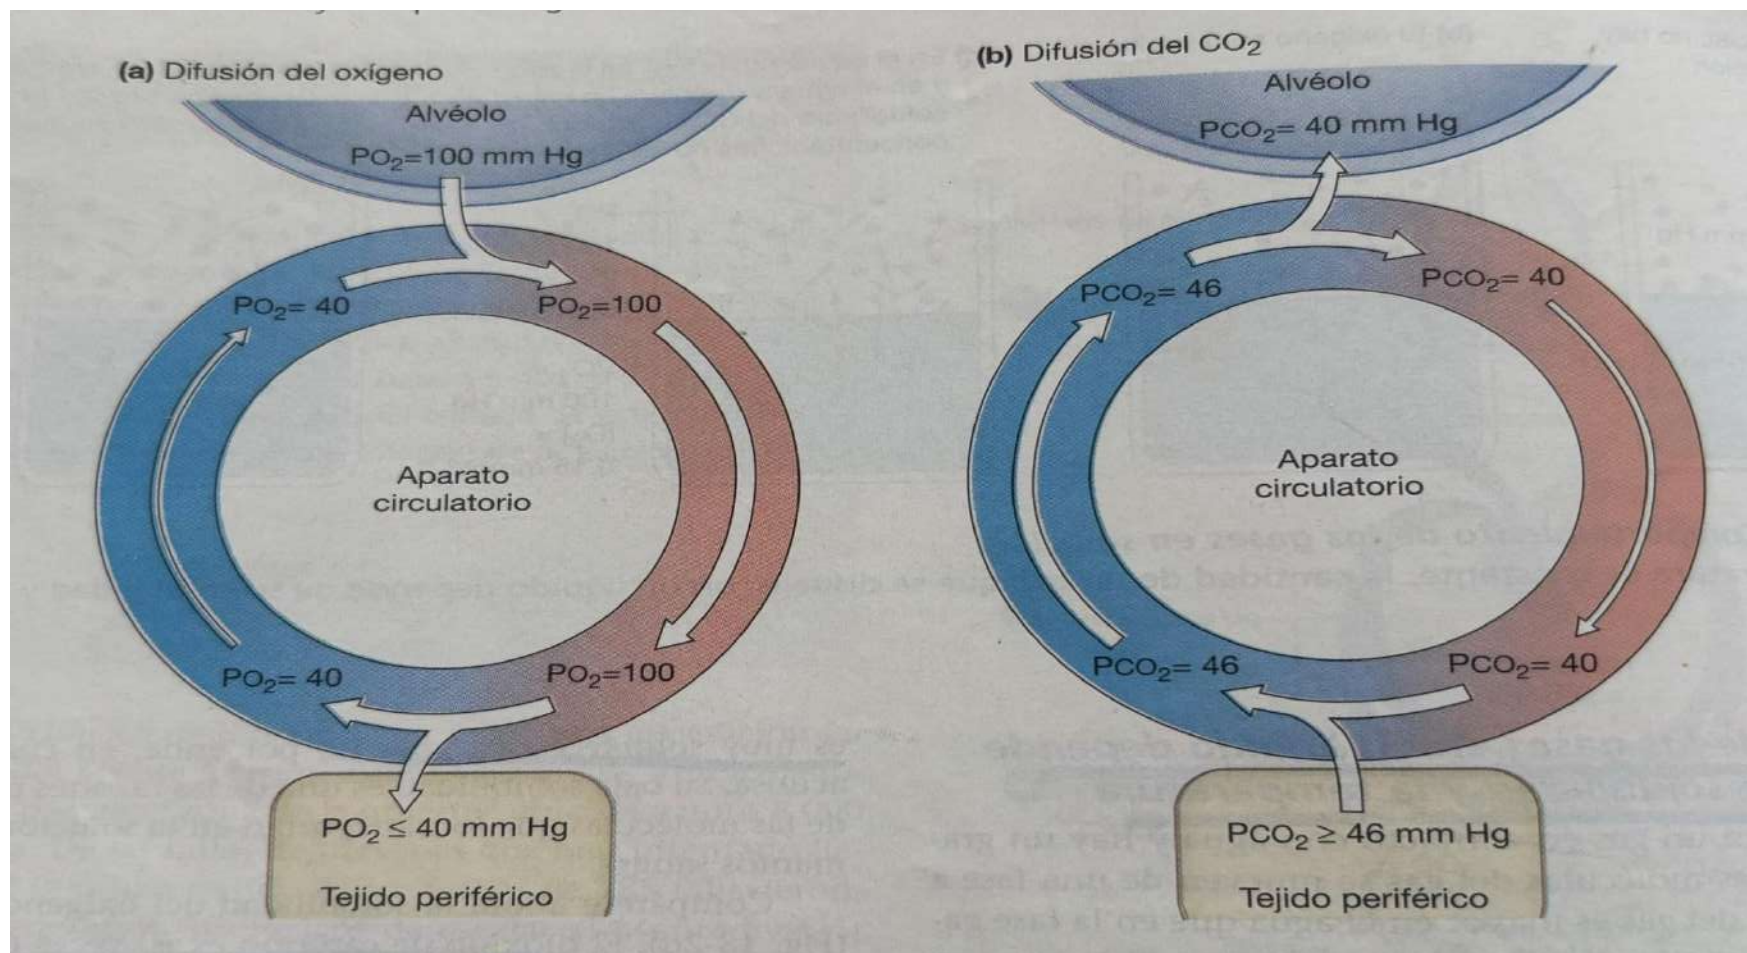 (a) Difusión del oxígeno
Alvéolo
PO₂=100 mm Hg
PO₂= 40
PO₂=100
Aparato
circulatorio
PO₂= 40
PO₂=100
PO₂ ≤ 40 mm Hg
Tejido periférico
(b) Difusión del CO₂
Alvéolo
PCO₂= 40 mm Hg
PCO₂= 46
PCO₂= 40
Aparato
circulatorio
PCO₂= 46
PCO₂= 40
PCO₂ ≥ 46 mm Hg
Tejido periférico